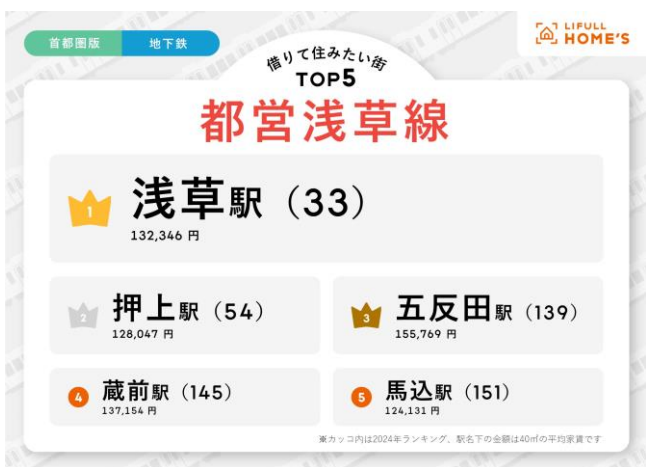 首都圏版 地下鉄
LIFULL
HOME'S
借りて住みたい街
TOP5
都営浅草線
1 浅草駅（33）
132,346 円
2 押上駅（54）
128,047 円
3 五反田駅（139）
155,769 円
4 蔵前駅（145）
137,154 円
5 馬込駅（151）
124,131 円
※カッコ内は2024年ランキング、駅名下の金額は40㎡の平均家賃です